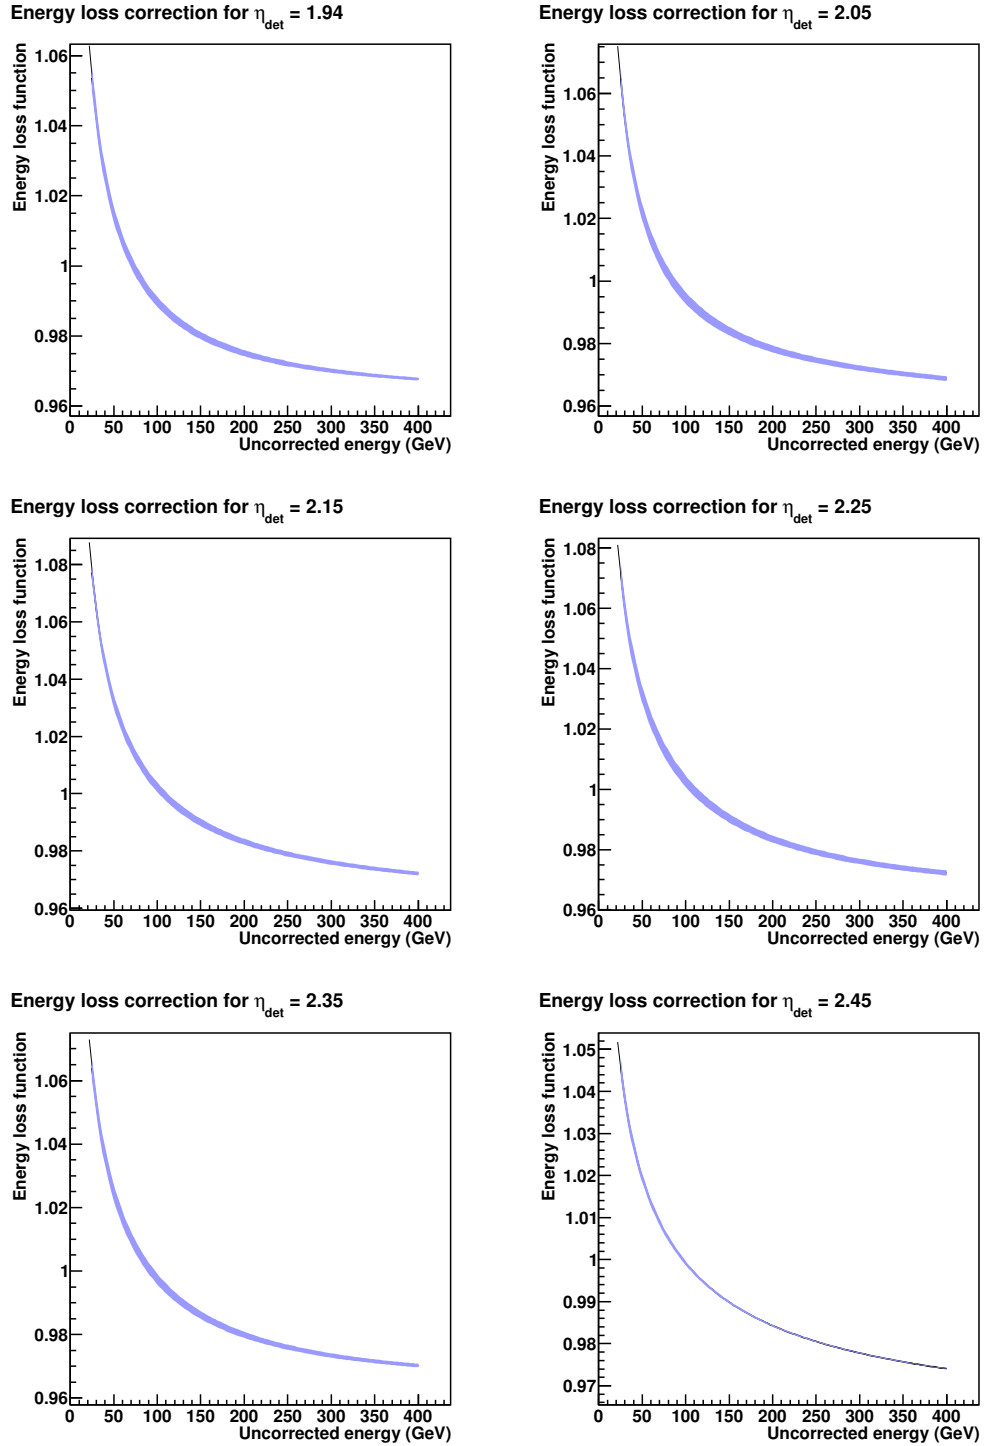 Energy loss correction for ηdet = 1.94
Energy loss function
1.06
1.04
1.02
1
0.98
0.96
0 50 100 150 200 250 300 350 400
Uncorrected energy (GeV)
Energy loss correction for ηdet = 2.05
Energy loss function
1.06
1.04
1.02
1
0.98
0.96
0 50 100 150 200 250 300 350 400
Uncorrected energy (GeV)
Energy loss correction for ηdet = 2.15
Energy loss function
1.08
1.06
1.04
1.02
1
0.98
0.96
0 50 100 150 200 250 300 350 400
Uncorrected energy (GeV)
Energy loss correction for ηdet = 2.25
Energy loss function
1.08
1.06
1.04
1.02
1
0.98
0.96
0 50 100 150 200 250 300 350 400
Uncorrected energy (GeV)
Energy loss correction for ηdet = 2.35
Energy loss function
1.06
1.04
1.02
1
0.98
0.96
0 50 100 150 200 250 300 350 400
Uncorrected energy (GeV)
Energy loss correction for ηdet = 2.45
Energy loss function
1.05
1.04
1.03
1.02
1.01
1
0.99
0.98
0.97
0 50 100 150 200 250 300 350 400
Uncorrected energy (GeV)